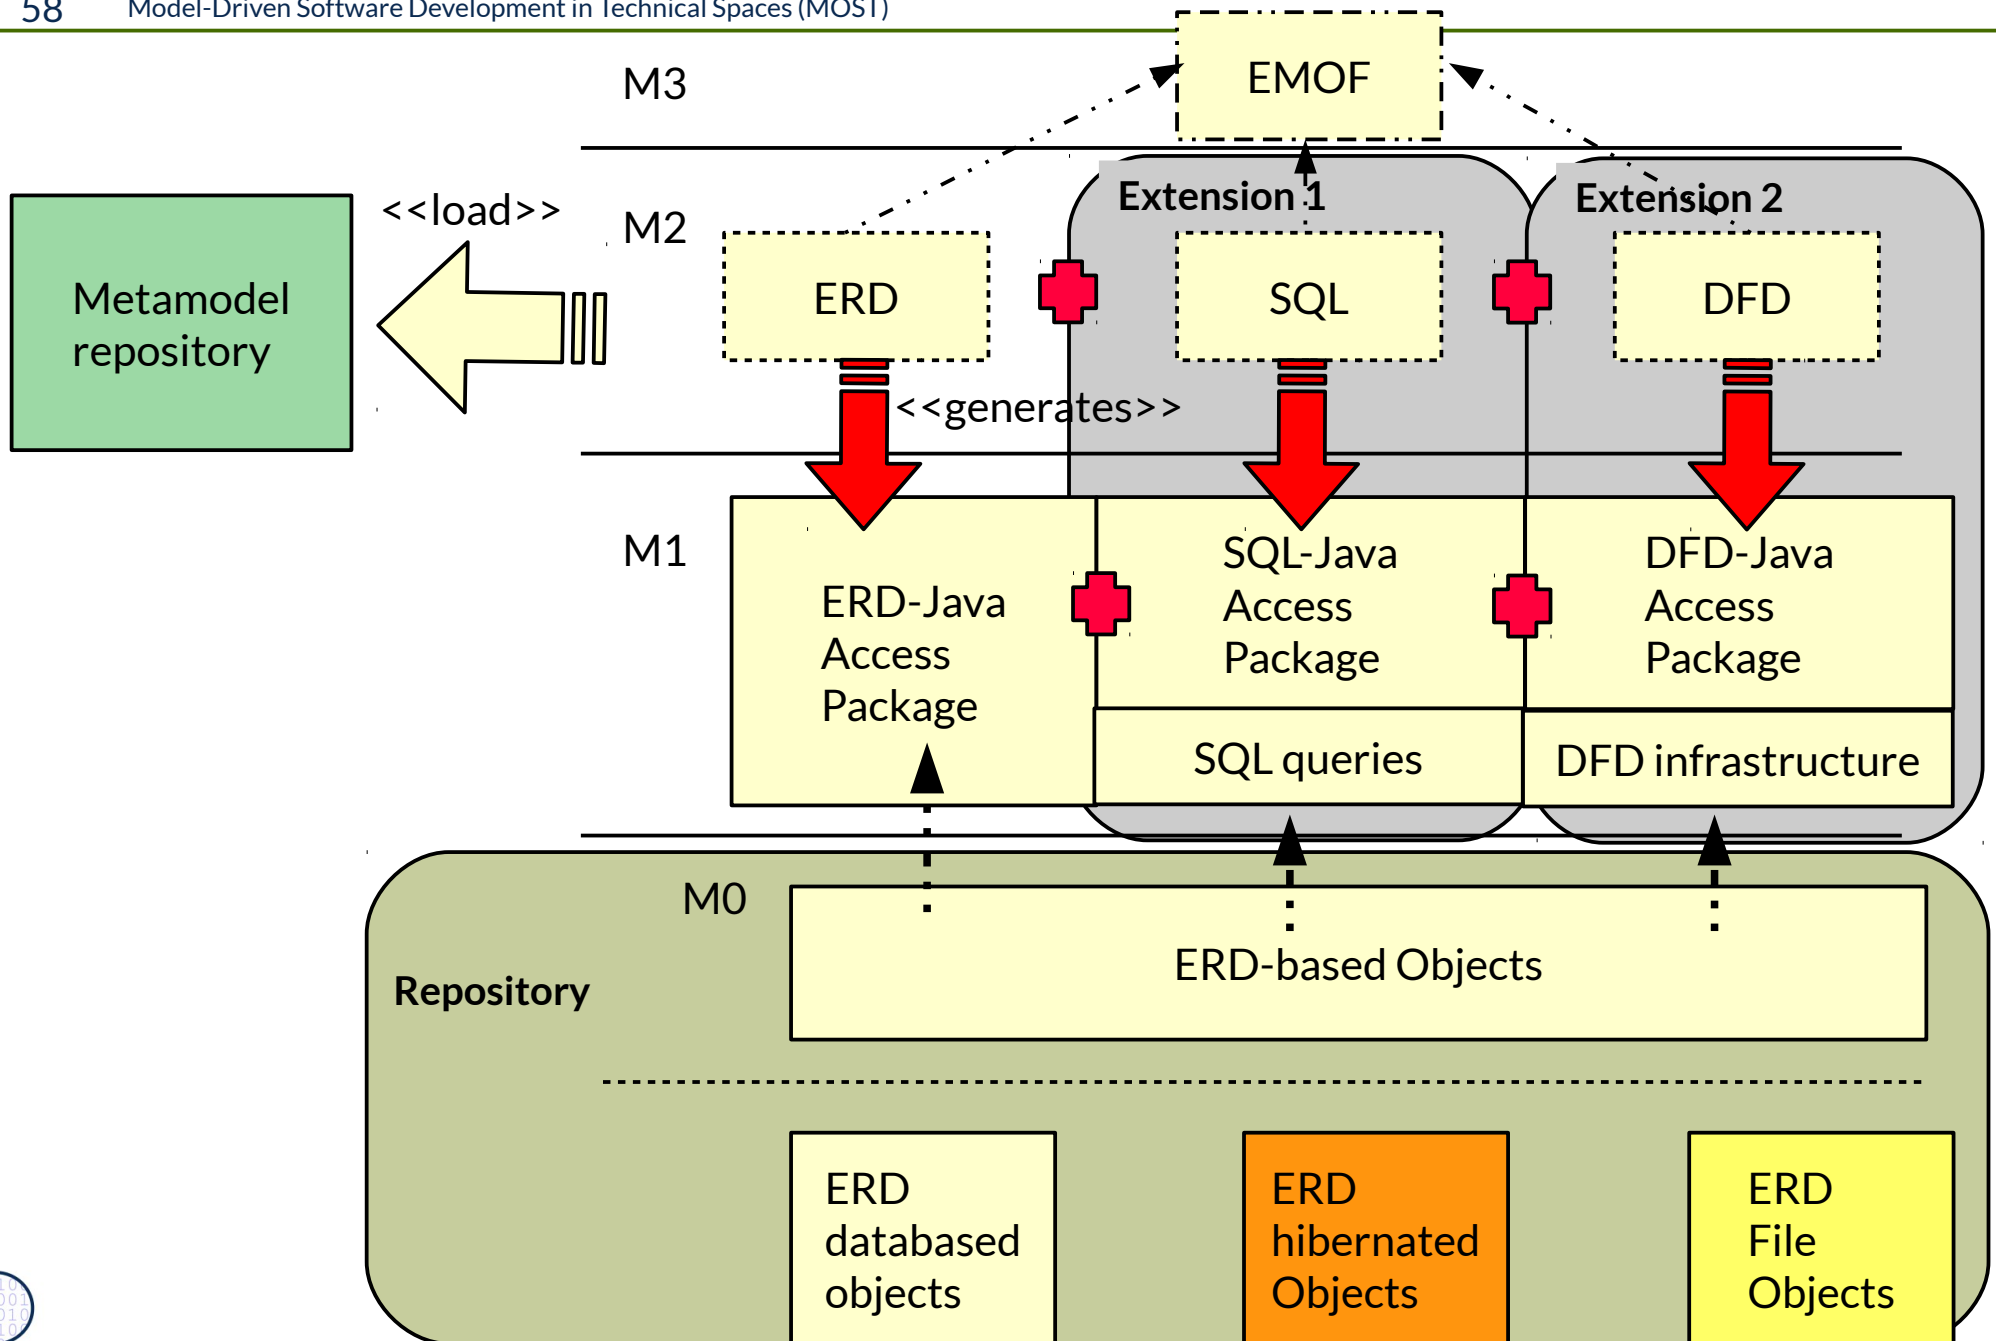 58 Model-Driven Software Development in Technical Spaces (MOST)
M3
EMOF
<<load>>
M2
Extension 1
Extension 2
Metamodel
repository
ERD
SQL
DFD
<<generates>>
M1
ERD-Java
Access
Package
SQL-Java
Access
Package
DFD-Java
Access
Package
SQL queries
DFD infrastructure
M0
Repository
ERD-based Objects
ERD
databased
objects
ERD
hibernated
Objects
ERD
File
Objects